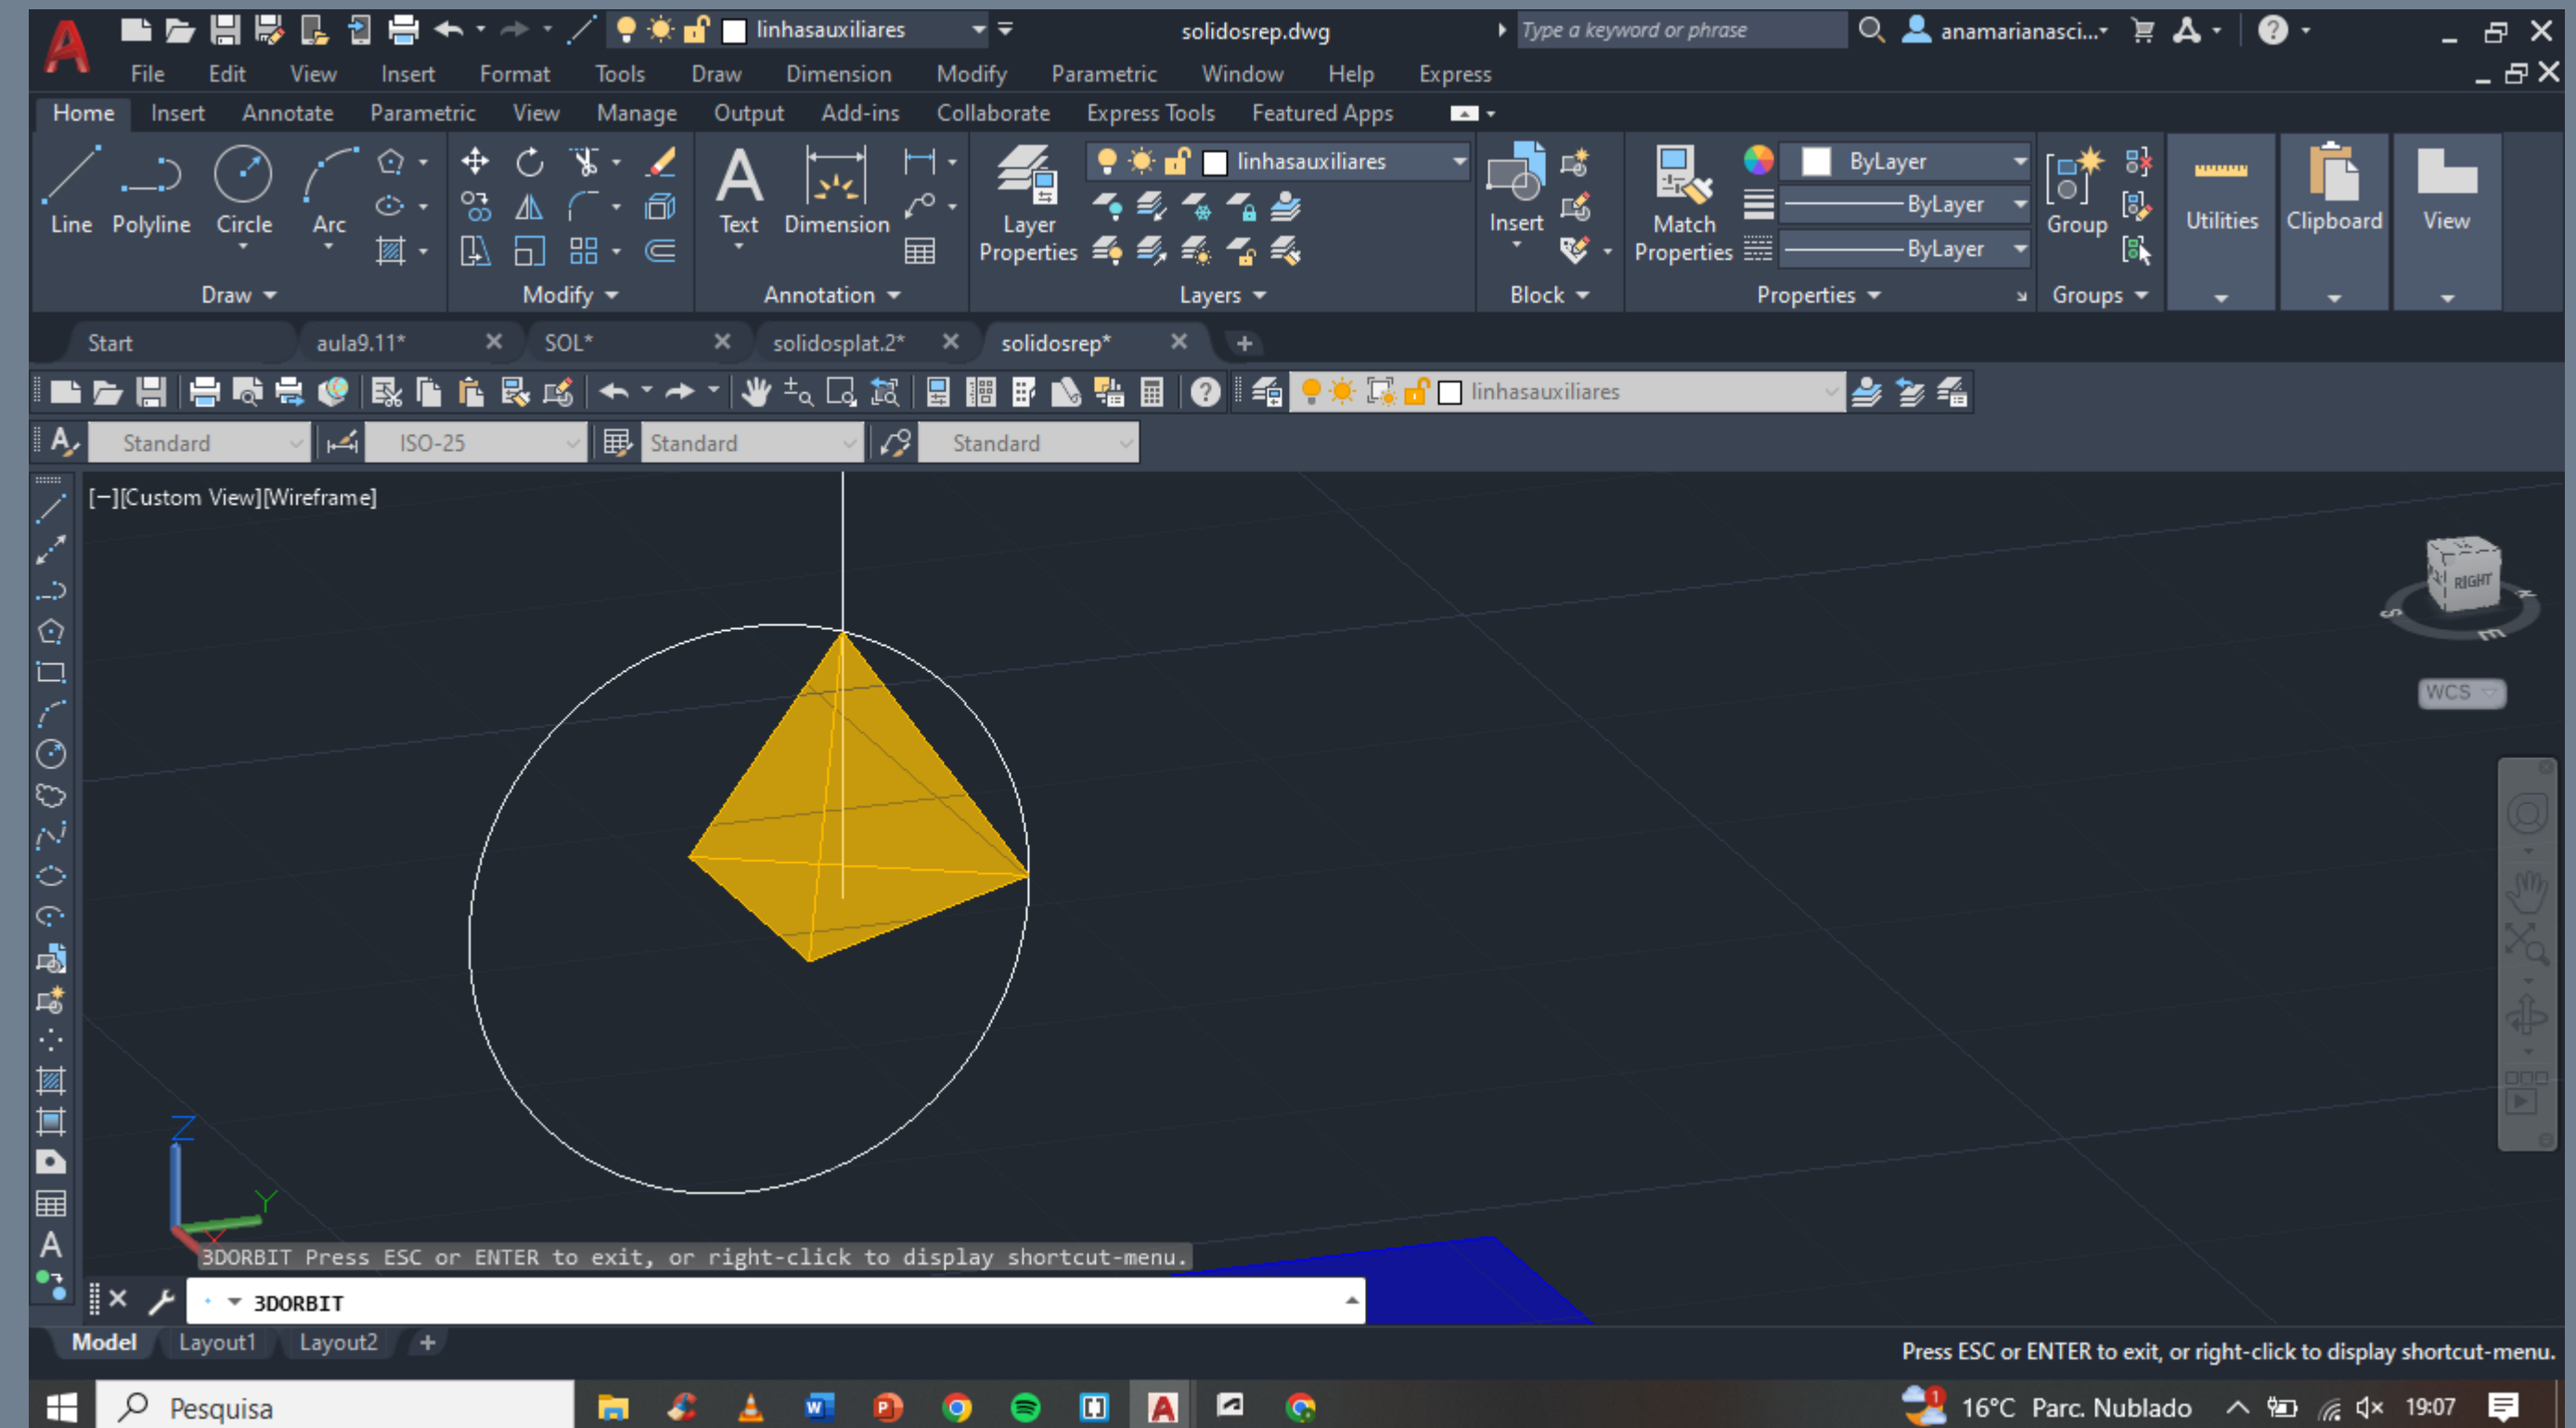 linhasauxiliares
solidosrep.dwg
Type a keyword or phrase
anamarianasci...
File Edit View Insert Format Tools Draw Dimension Modify Parametric Window Help Express
Home Insert Annotate Parametric View Manage Output Add-ins Collaborate Express Tools Featured Apps
linhasauxiliares
ByLayer
ByLayer
ByLayer
Line Polyline Circle Arc
Text Dimension
Layer Properties
Insert
Match Properties
Group
Utilities
Clipboard
View
Draw Modify Annotation Layers Block Properties Groups
Start aula9.11* SOL* solidosplat.2* solidosrep*
linhasauxiliares
Standard ISO-25 Standard Standard
[−][Custom View][Wireframe]
RIGHT
S E N
WCS
Z
Y
X
3DORBIT Press ESC or ENTER to exit, or right-click to display shortcut-menu.
3DORBIT
Model Layout1 Layout2 +
Press ESC or ENTER to exit, or right-click to display shortcut-menu.
Pesquisa
1
16°C Parc. Nublado
19:07